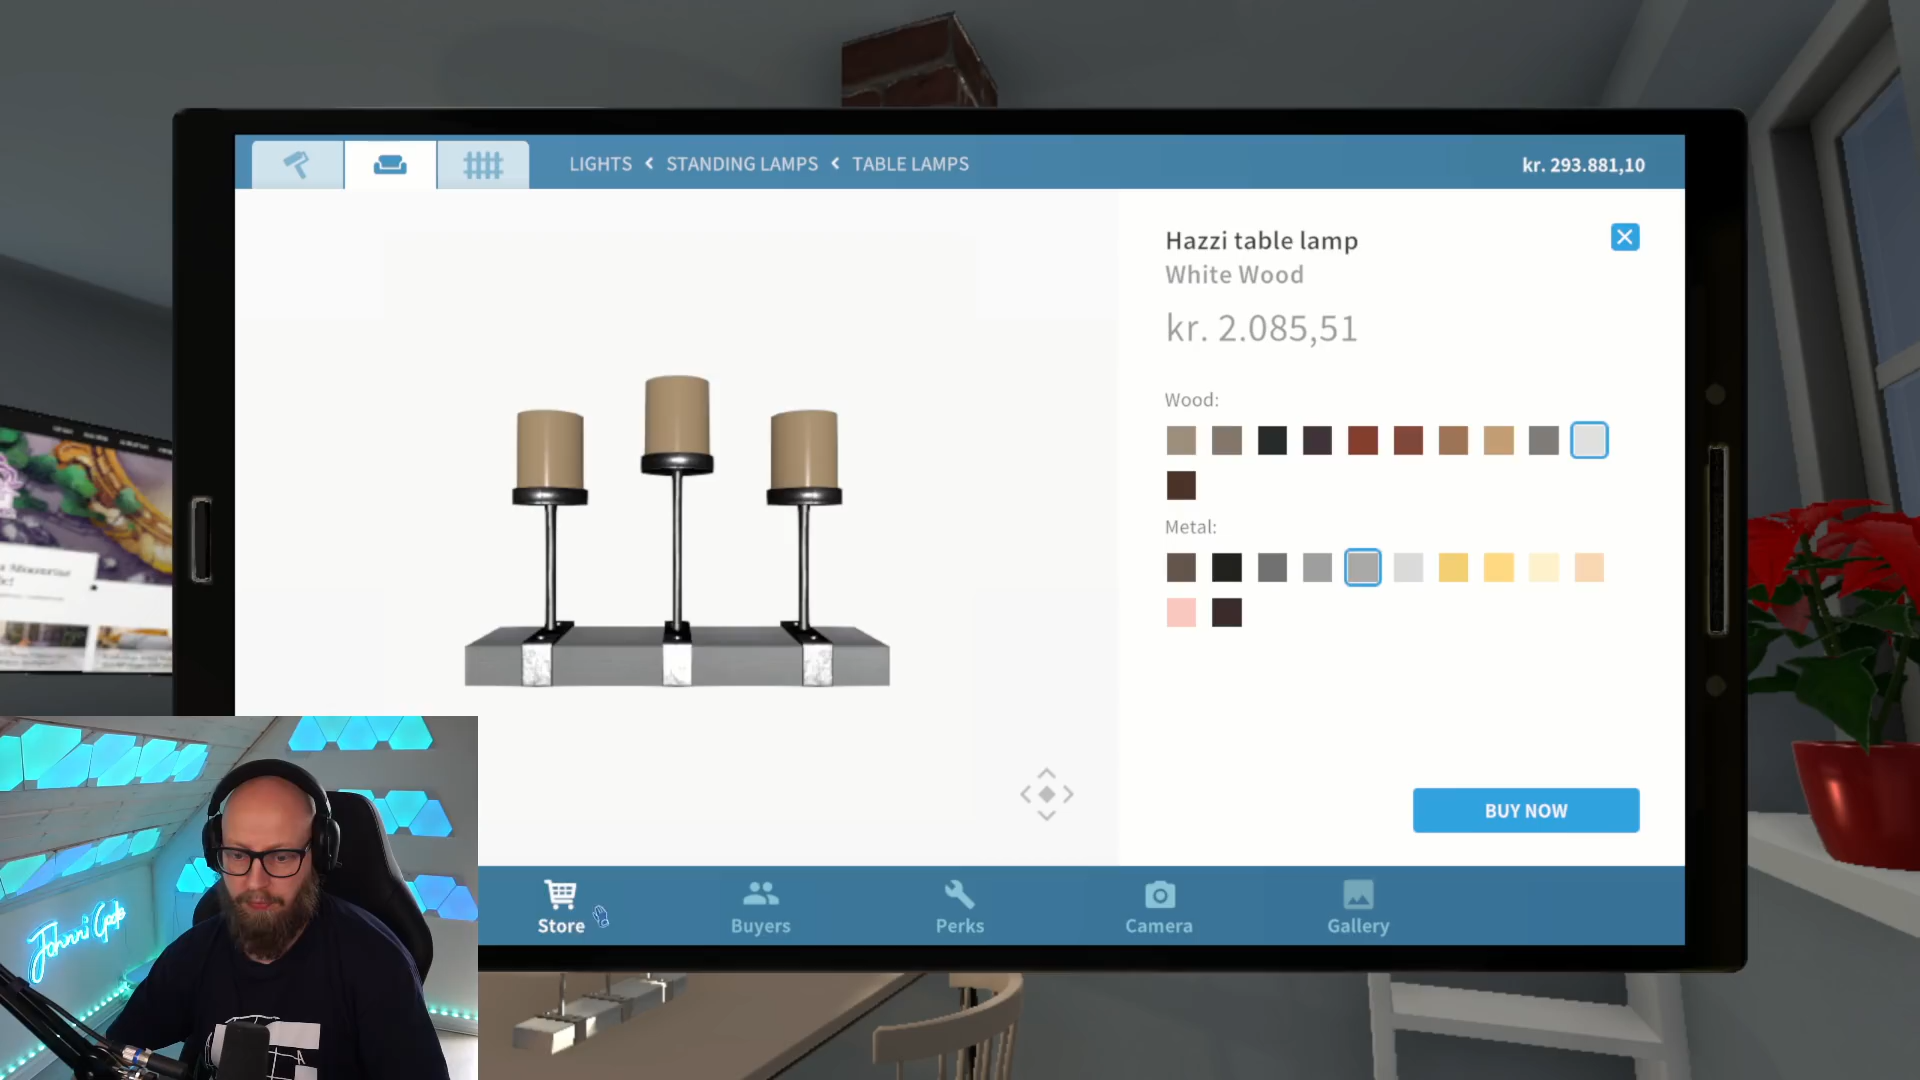 LIGHTS < STANDING LAMPS < TABLE LAMPS
kr. 293.881,10
Hazzi table lamp
White Wood
kr. 2.085,51
Wood:
Metal:
BUY NOW
Store
Buyers
Perks
Camera
Gallery